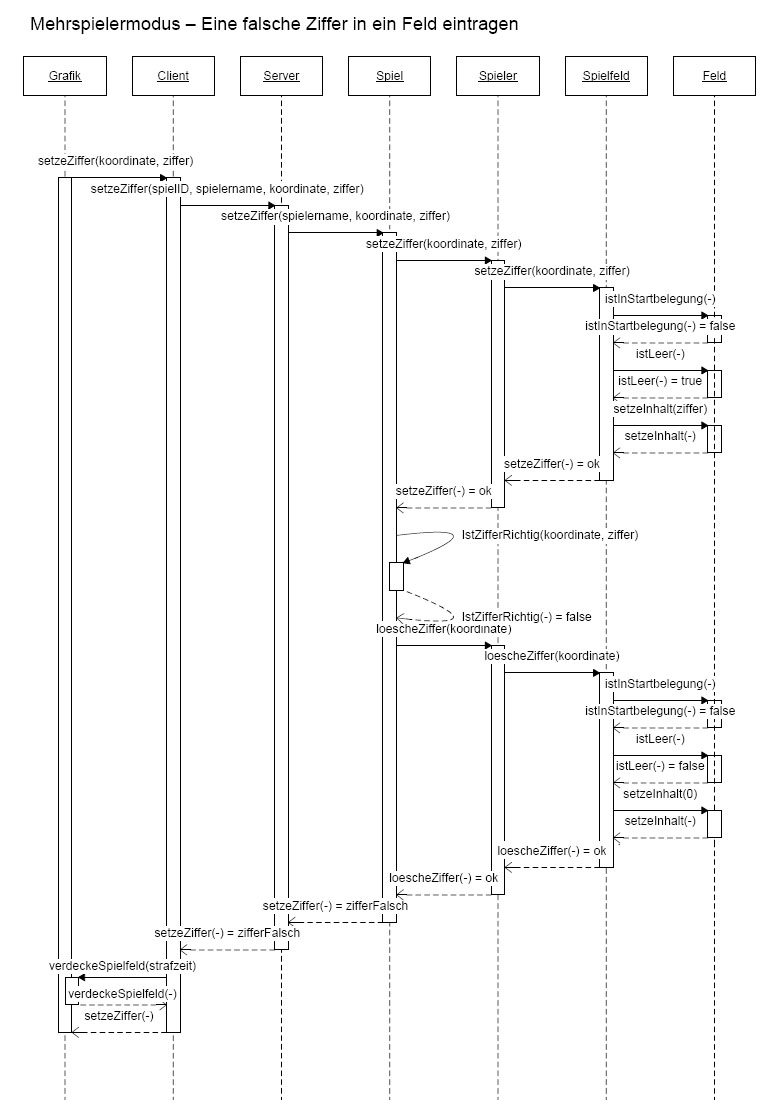 Mehrspielermodus – Eine falsche Ziffer in ein Feld eintragen
Grafik
Client
Server
Spiel
Spieler
Spielfeld
Feld
setzeZiffer(koordinate, ziffer)
setzeZiffer(spielID, spielername, koordinate, ziffer)
setzeZiffer(spielername, koordinate, ziffer)
setzeZiffer(koordinate, ziffer)
setzeZiffer(koordinate, ziffer)
istInStartbelegung(-)
istInStartbelegung(-) = false
istLeer(-)
istLeer(-) = true
setzeInhalt(ziffer)
setzeInhalt(-)
setzeZiffer(-) = ok
setzeZiffer(-) = ok
IstZifferRichtig(koordinate, ziffer)
IstZifferRichtig(-) = false
loescheZiffer(koordinate)
loescheZiffer(koordinate)
istInStartbelegung(-)
istInStartbelegung(-) = false
istLeer(-)
istLeer(-) = false
setzeInhalt(0)
setzeInhalt(-)
loescheZiffer(-) = ok
loescheZiffer(-) = ok
setzeZiffer(-) = zifferFalsch
setzeZiffer(-) = zifferFalsch
verdeckeSpielfeld(strafzeit)
verdeckeSpielfeld(-)
setzeZiffer(-)